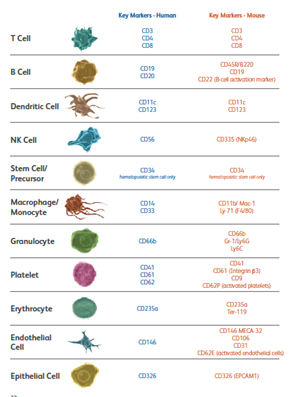 Key Markers - Human
Key Markers - Mouse
T Cell
CD3
CD4
CD8
CD3
CD4
CD8
B Cell
CD19
CD20
CD45R/B220
CD19
CD22 (B cell activation marker)
Dendritic Cell
CD11c
CD123
CD11c
CD123
NK Cell
CD56
CD335 (NKp46)
Stem Cell/
Precursor
CD34
hematopoietic stem cell only
CD34
hematopoietic stem cell only
Macrophage/
Monocyte
CD14
CD33
CD11b/ Mac-1
Ly-71 (F4/80)
Granulocyte
CD66b
CD66b
Gr-1/Ly6G
Ly6C
Platelet
CD41
CD61
CD62
CD41
CD61 (Integrin β3)
CD9
CD62P (activated platelets)
Erythrocyte
CD235a
CD235a
Ter-119
Endothelial
Cell
CD146
CD146 MECA-32
CD106
CD31
CD62E (activated endothelial cells)
Epithelial Cell
CD326
CD326 (EPCAM1)